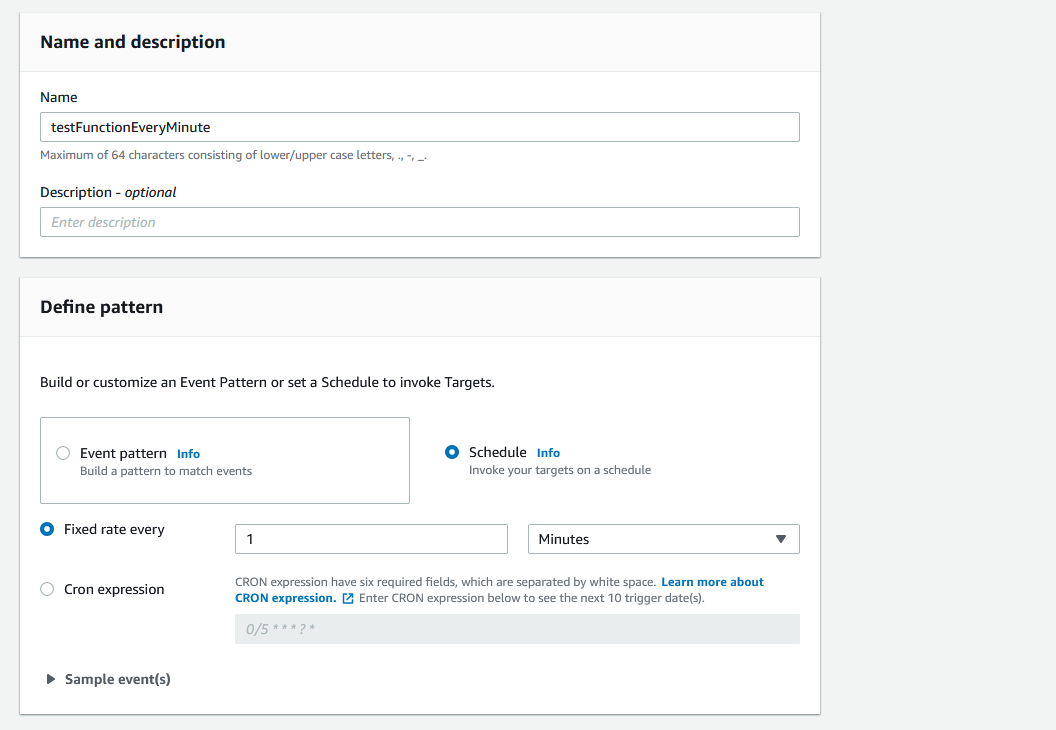 Name and description
Name
testFunctionEveryMinute
Maximum of 64 characters consisting of lower/upper case letters, ., -, _.
Description - optional
Enter description
Define pattern
Build or customize an Event Pattern or set a Schedule to invoke Targets.
Event pattern Info
Build a pattern to match events
Schedule Info
Invoke your targets on a schedule
Fixed rate every
1
Minutes
Cron expression
CRON expression have six required fields, which are separated by white space. Learn more about
CRON expression. Enter CRON expression below to see the next 10 trigger date(s).
0/5 * * * ? *
Sample event(s)